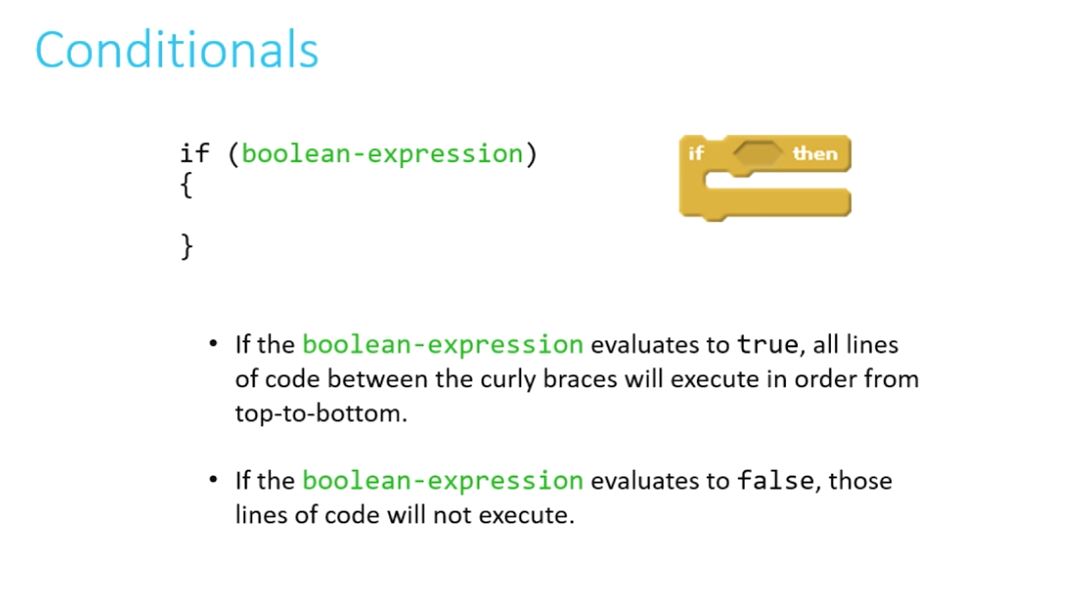 Conditionals
if (boolean-expression)
{
}
if then
• If the boolean-expression evaluates to true, all lines
of code between the curly braces will execute in order from
top-to-bottom.
• If the boolean-expression evaluates to false, those
lines of code will not execute.